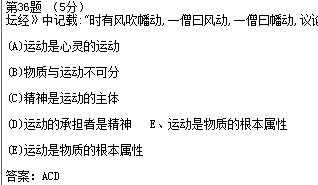 第36题 （5分）
坛经》中记载:“时有风吹幡动,一僧曰风动,一僧曰幡动,议论
(A)运动是心灵的运动
(B)物质与运动不可分
(C)精神是运动的主体
(D)运动的承担者是精神 E、运动是物质的根本属性
(E)运动是物质的根本属性
答案: ACD